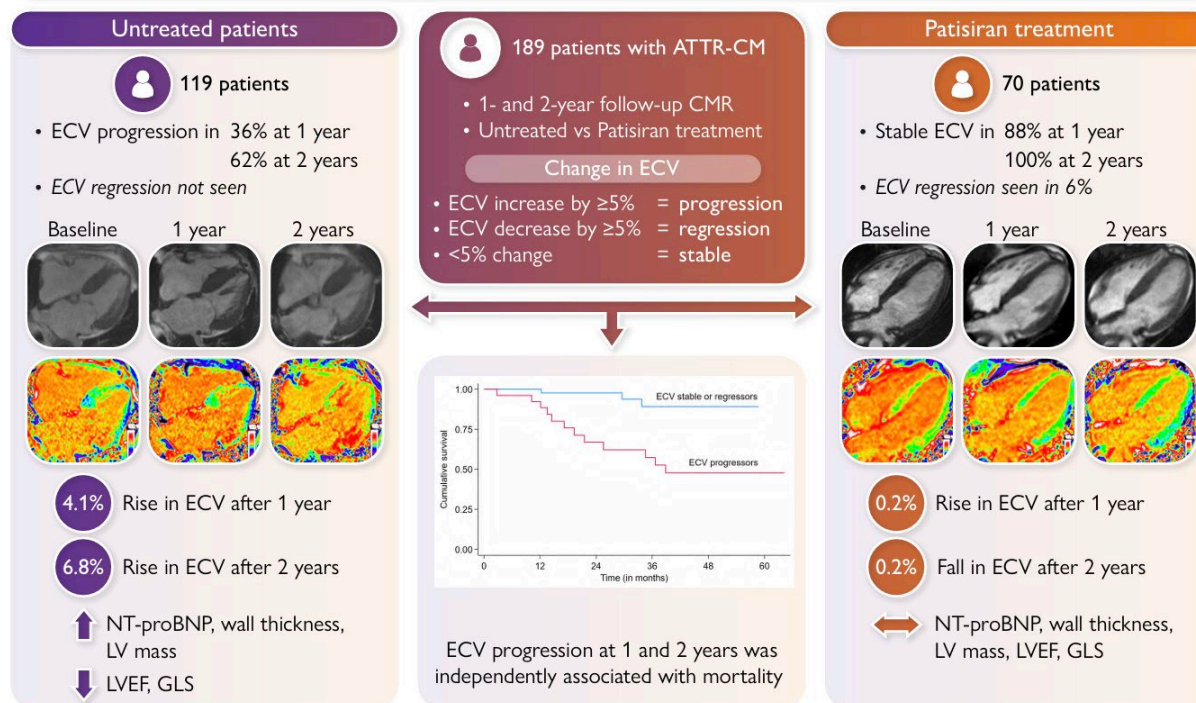 Untreated patients
119 patients
• ECV progression in 36% at 1 year
62% at 2 years
• ECV regression not seen
Baseline 1 year 2 years
4.1% Rise in ECV after 1 year
6.8% Rise in ECV after 2 years
NT-proBNP, wall thickness,
LV mass
LVEF, GLS
189 patients with ATTR-CM
• 1- and 2-year follow-up CMR
• Untreated vs Patisiran treatment
Change in ECV
• ECV increase by ≥5% = progression
• ECV decrease by ≥5% = regression
• <5% change = stable
Cumulative survival
1.00
0.75
0.50
0.25
0.00
ECV stable or regressors
ECV progressors
0 12 24 36 48 60
Time (in months)
ECV progression at 1 and 2 years was
independently associated with mortality
Patisiran treatment
70 patients
• Stable ECV in 88% at 1 year
100% at 2 years
• ECV regression seen in 6%
Baseline 1 year 2 years
0.2% Rise in ECV after 1 year
0.2% Fall in ECV after 2 years
NT-proBNP, wall thickness,
LV mass, LVEF, GLS